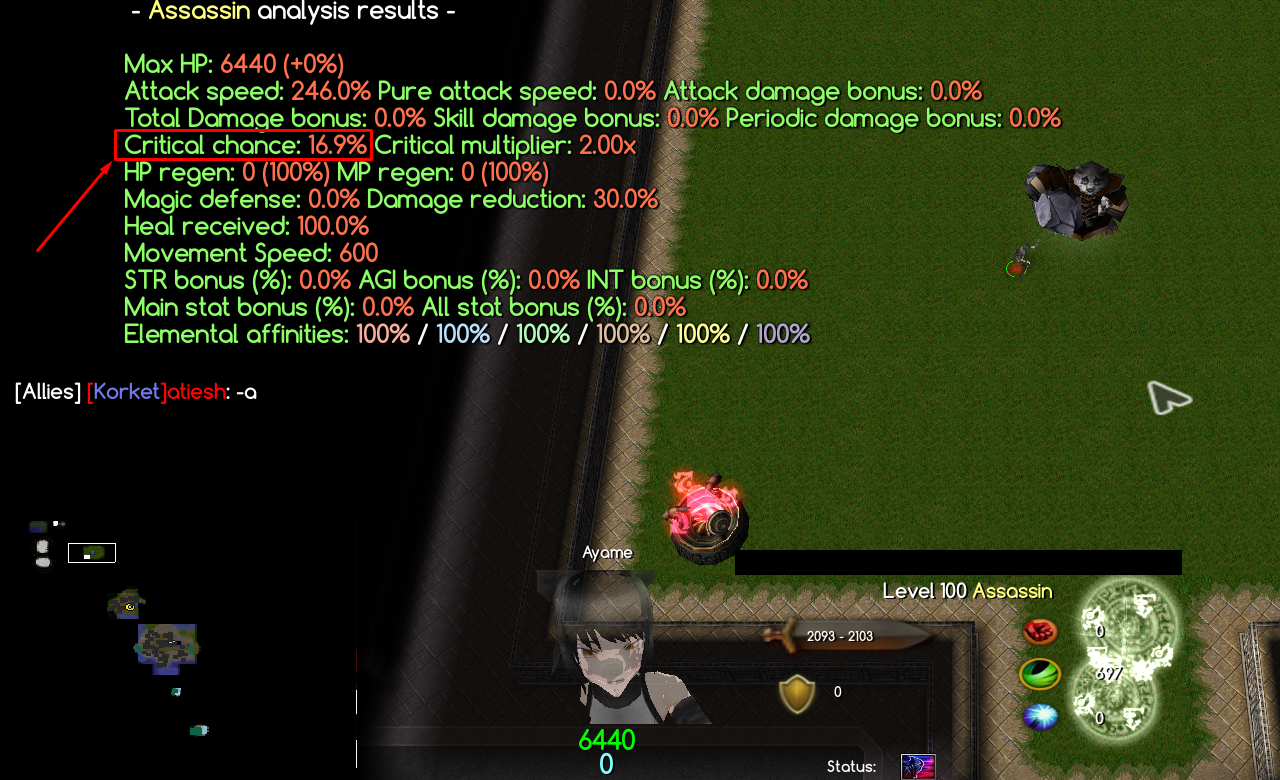 - Assassin analysis results -
Max HP: 6440 (+0%)
Attack speed: 246.0% Pure attack speed: 0.0% Attack damage bonus: 0.0%
Total Damage bonus: 0.0% Skill damage bonus: 0.0% Periodic damage bonus: 0.0%
Critical chance: 16.9% Critical multiplier: 2.00x
HP regen: 0 (100%) MP regen: 0 (100%)
Magic defense: 0.0% Damage reduction: 30.0%
Heal received: 100.0%
Movement Speed: 600
STR bonus (%): 0.0% AGI bonus (%): 0.0% INT bonus (%): 0.0%
Main stat bonus (%): 0.0% All stat bonus (%): 0.0%
Elemental affinities: 100% / 100% / 100% / 100% / 100% / 100%
[Allies] [Korket]atiesh: -a
Ayame
Level 100 Assassin
2093 - 2103
0
0
697
0
6440
0
Status: